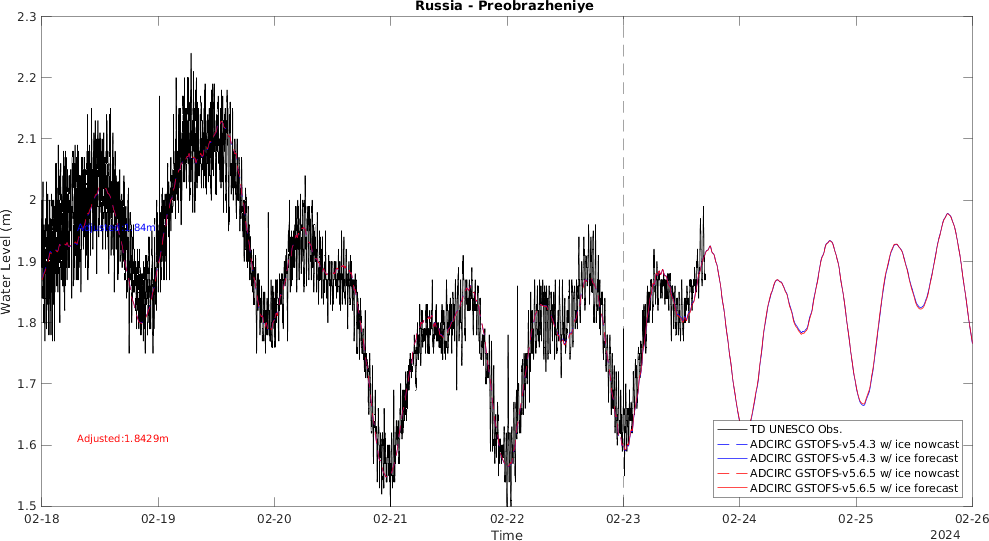 Russia - Preobrazheniye
2.3
2.2
2.1
2
1.9
1.8
1.7
1.6
1.5
Water Level (m)
Adjusted:1.8429m
TD UNESCO Obs.
ADCIRC GSTOFS-v5.4.3 w/ ice nowcast
ADCIRC GSTOFS-v5.4.3 w/ ice forecast
ADCIRC GSTOFS-v5.6.5 w/ ice nowcast
ADCIRC GSTOFS-v5.6.5 w/ ice forecast
02-18 02-19 02-20 02-21 02-22 02-23 02-24 02-25 02-26
Time
2024